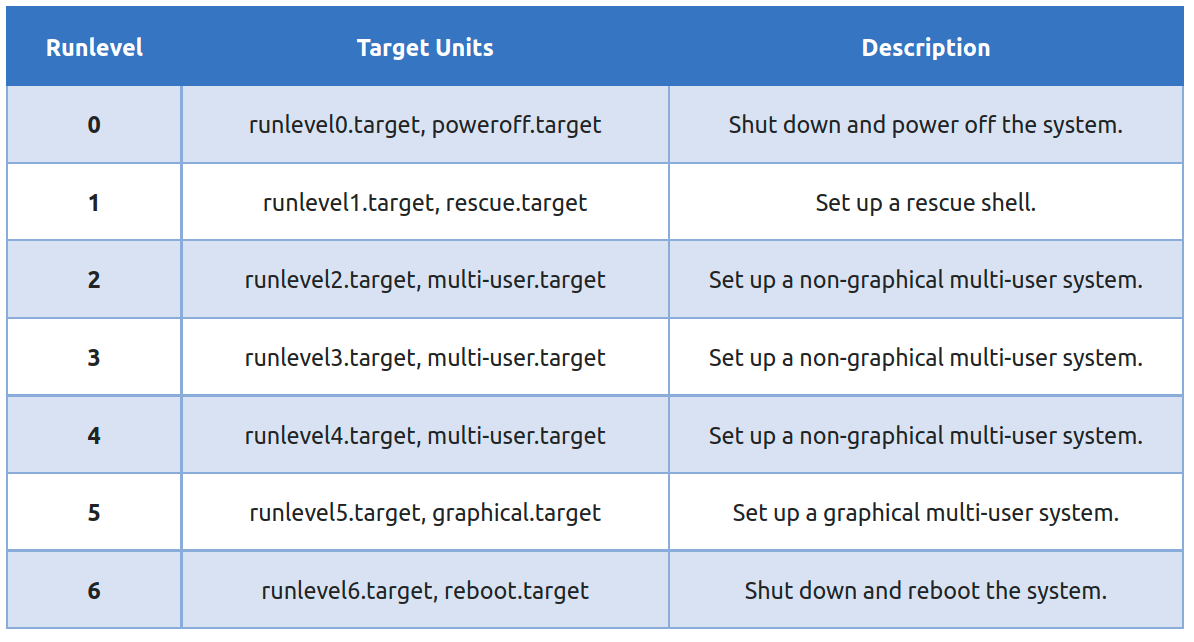 Runlevel Target Units Description
0 runlevel0.target, poweroff.target Shut down and power off the system.
1 runlevel1.target, rescue.target Set up a rescue shell.
2 runlevel2.target, multi-user.target Set up a non-graphical multi-user system.
3 runlevel3.target, multi-user.target Set up a non-graphical multi-user system.
4 runlevel4.target, multi-user.target Set up a non-graphical multi-user system.
5 runlevel5.target, graphical.target Set up a graphical multi-user system.
6 runlevel6.target, reboot.target Shut down and reboot the system.